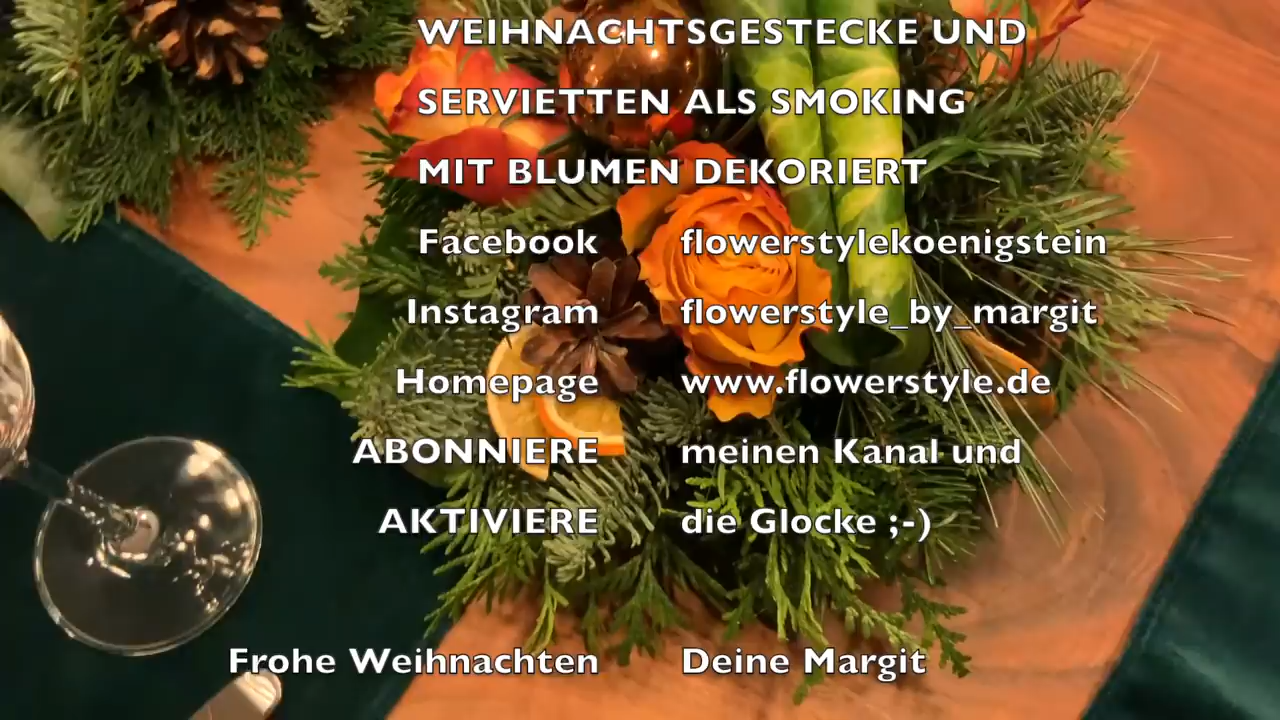 WEIHNACHTSGESTECKE UND
SERVIETTEN ALS SMOKING
MIT BLUMEN DEKORIERT
Facebook flowerstylekoenigstein
Instagram flowerstyle_by_margit
Homepage www.flowerstyle.de
ABONNIERE meinen Kanal und
AKTIVIERE die Glocke ;-)
Frohe Weihnachten Deine Margit